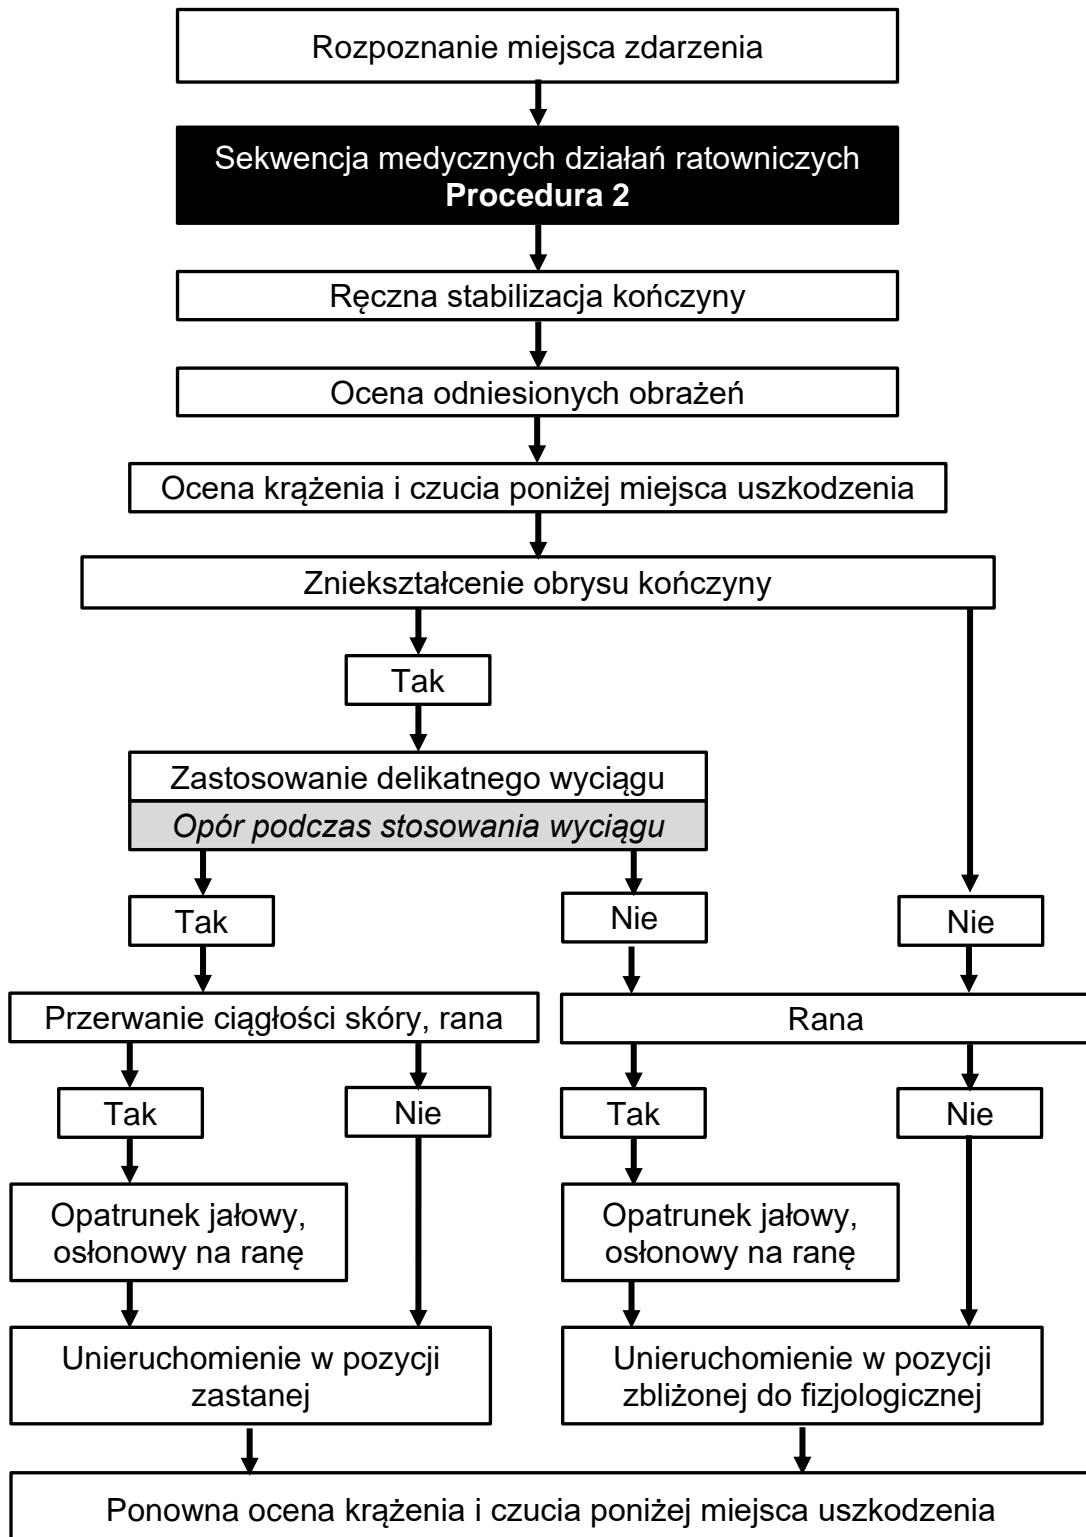 Rozpoznanie miejsca zdarzenia
Sekwencja medycznych działań ratowniczych
Procedura 2
Ręczna stabilizacja kończyny
Ocena odniesionych obrażeń
Ocena krążenia i czucia poniżej miejsca uszkodzenia
Zniekształcenie obrysu kończyny
Tak
Zastosowanie delikatnego wyciągu
Opór podczas stosowania wyciągu
Tak
Nie
Nie
Przerwanie ciągłości skóry, rana
Rana
Tak
Nie
Tak
Nie
Opatrunek jałowy,
osłonowy na ranę
Opatrunek jałowy,
osłonowy na ranę
Unieruchomienie w pozycji
zastanej
Unieruchomienie w pozycji
zbliżonej do fizjologicznej
Ponowna ocena krążenia i czucia poniżej miejsca uszkodzenia